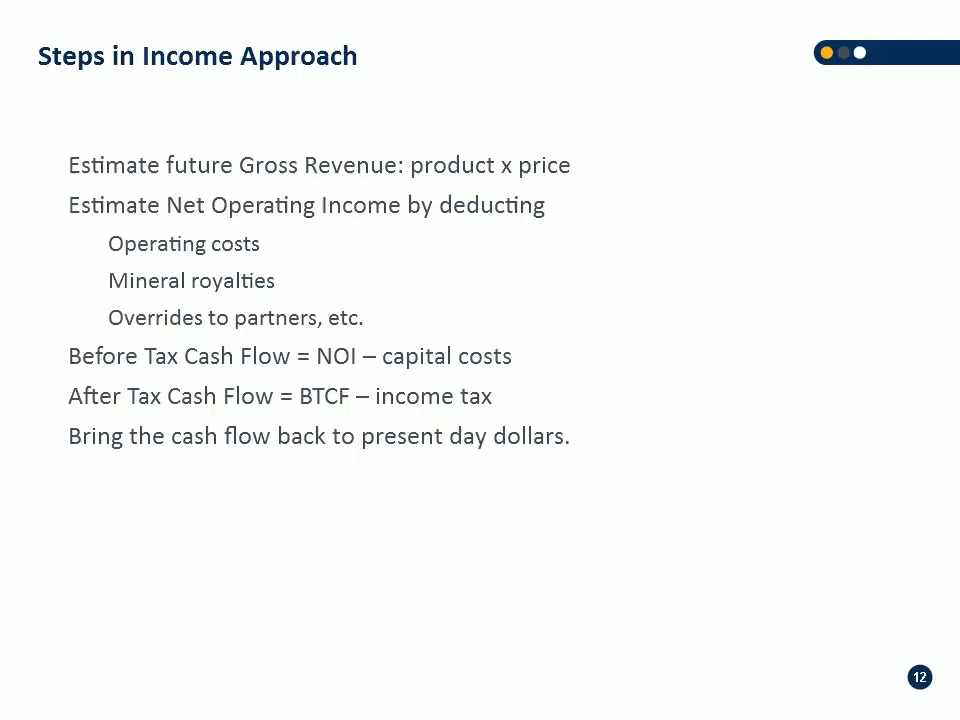 Steps in Income Approach
Estimate future Gross Revenue: product x price
Estimate Net Operating Income by deducting
Operating costs
Mineral royalties
Overrides to partners, etc.
Before Tax Cash Flow = NOI – capital costs
After Tax Cash Flow = BTCF – income tax
Bring the cash flow back to present day dollars.
12